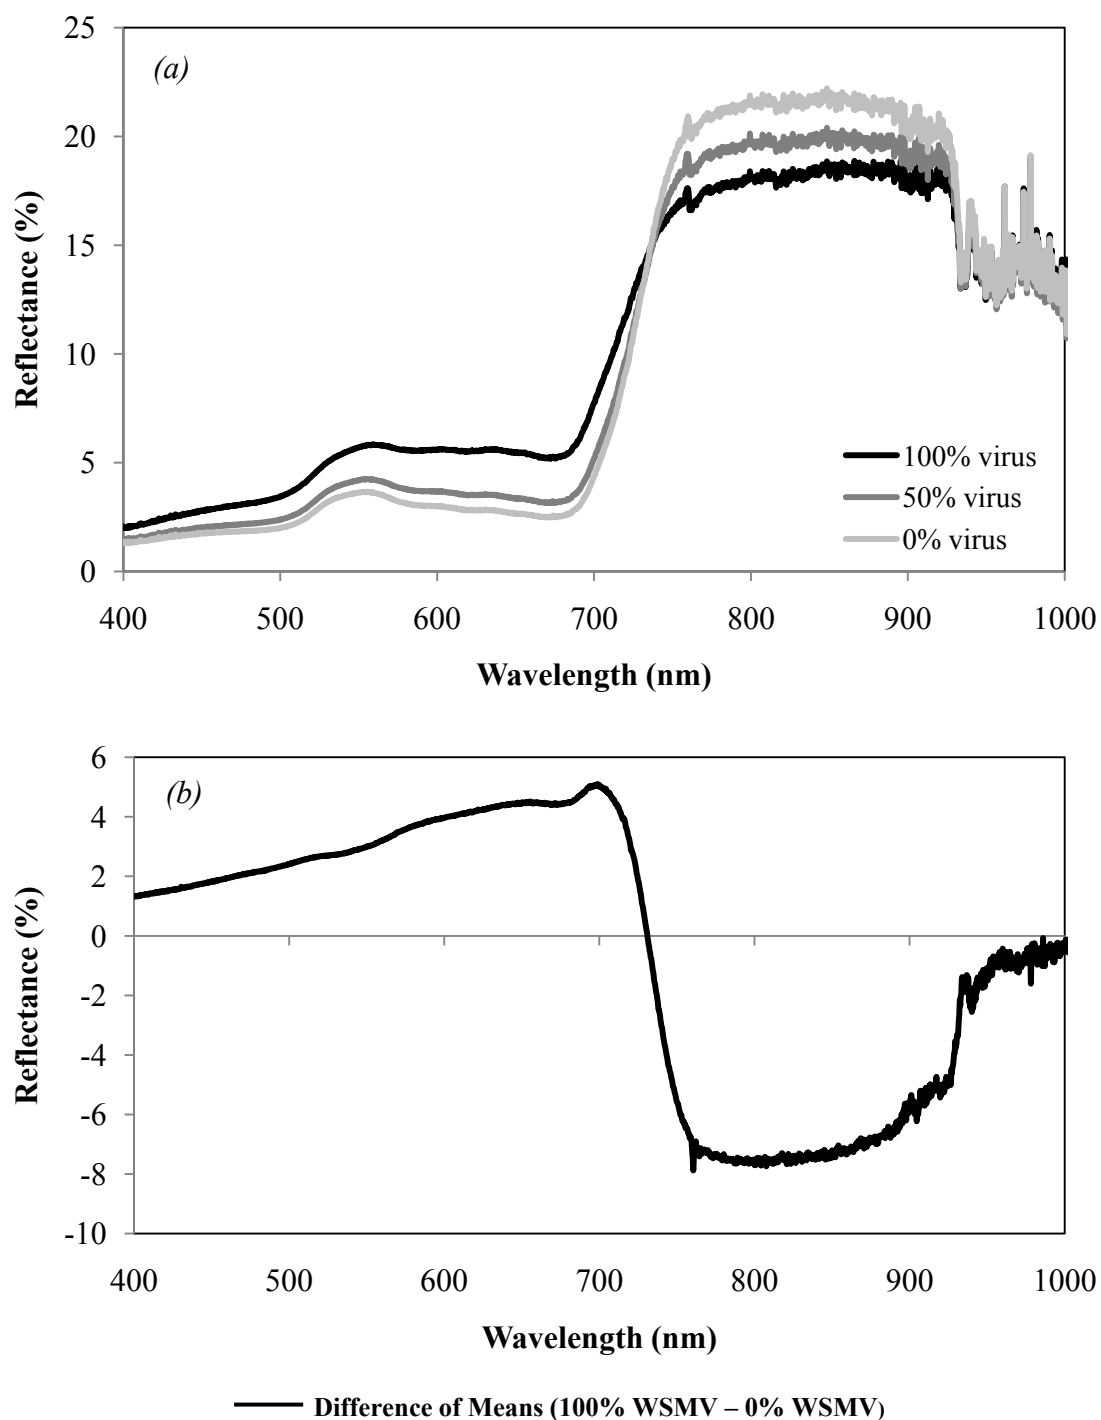 25
(a)
20
15
10
5
0
Reflectance (%)
100% virus
50% virus
0% virus
400 500 600 700 800 900 1000
Wavelength (nm)
6
(b)
4
2
0
-2
-4
-6
-8
-10
Reflectance (%)
400 500 600 700 800 900 1000
Wavelength (nm)
Difference of Means (100% WSMV – 0% WSMV)